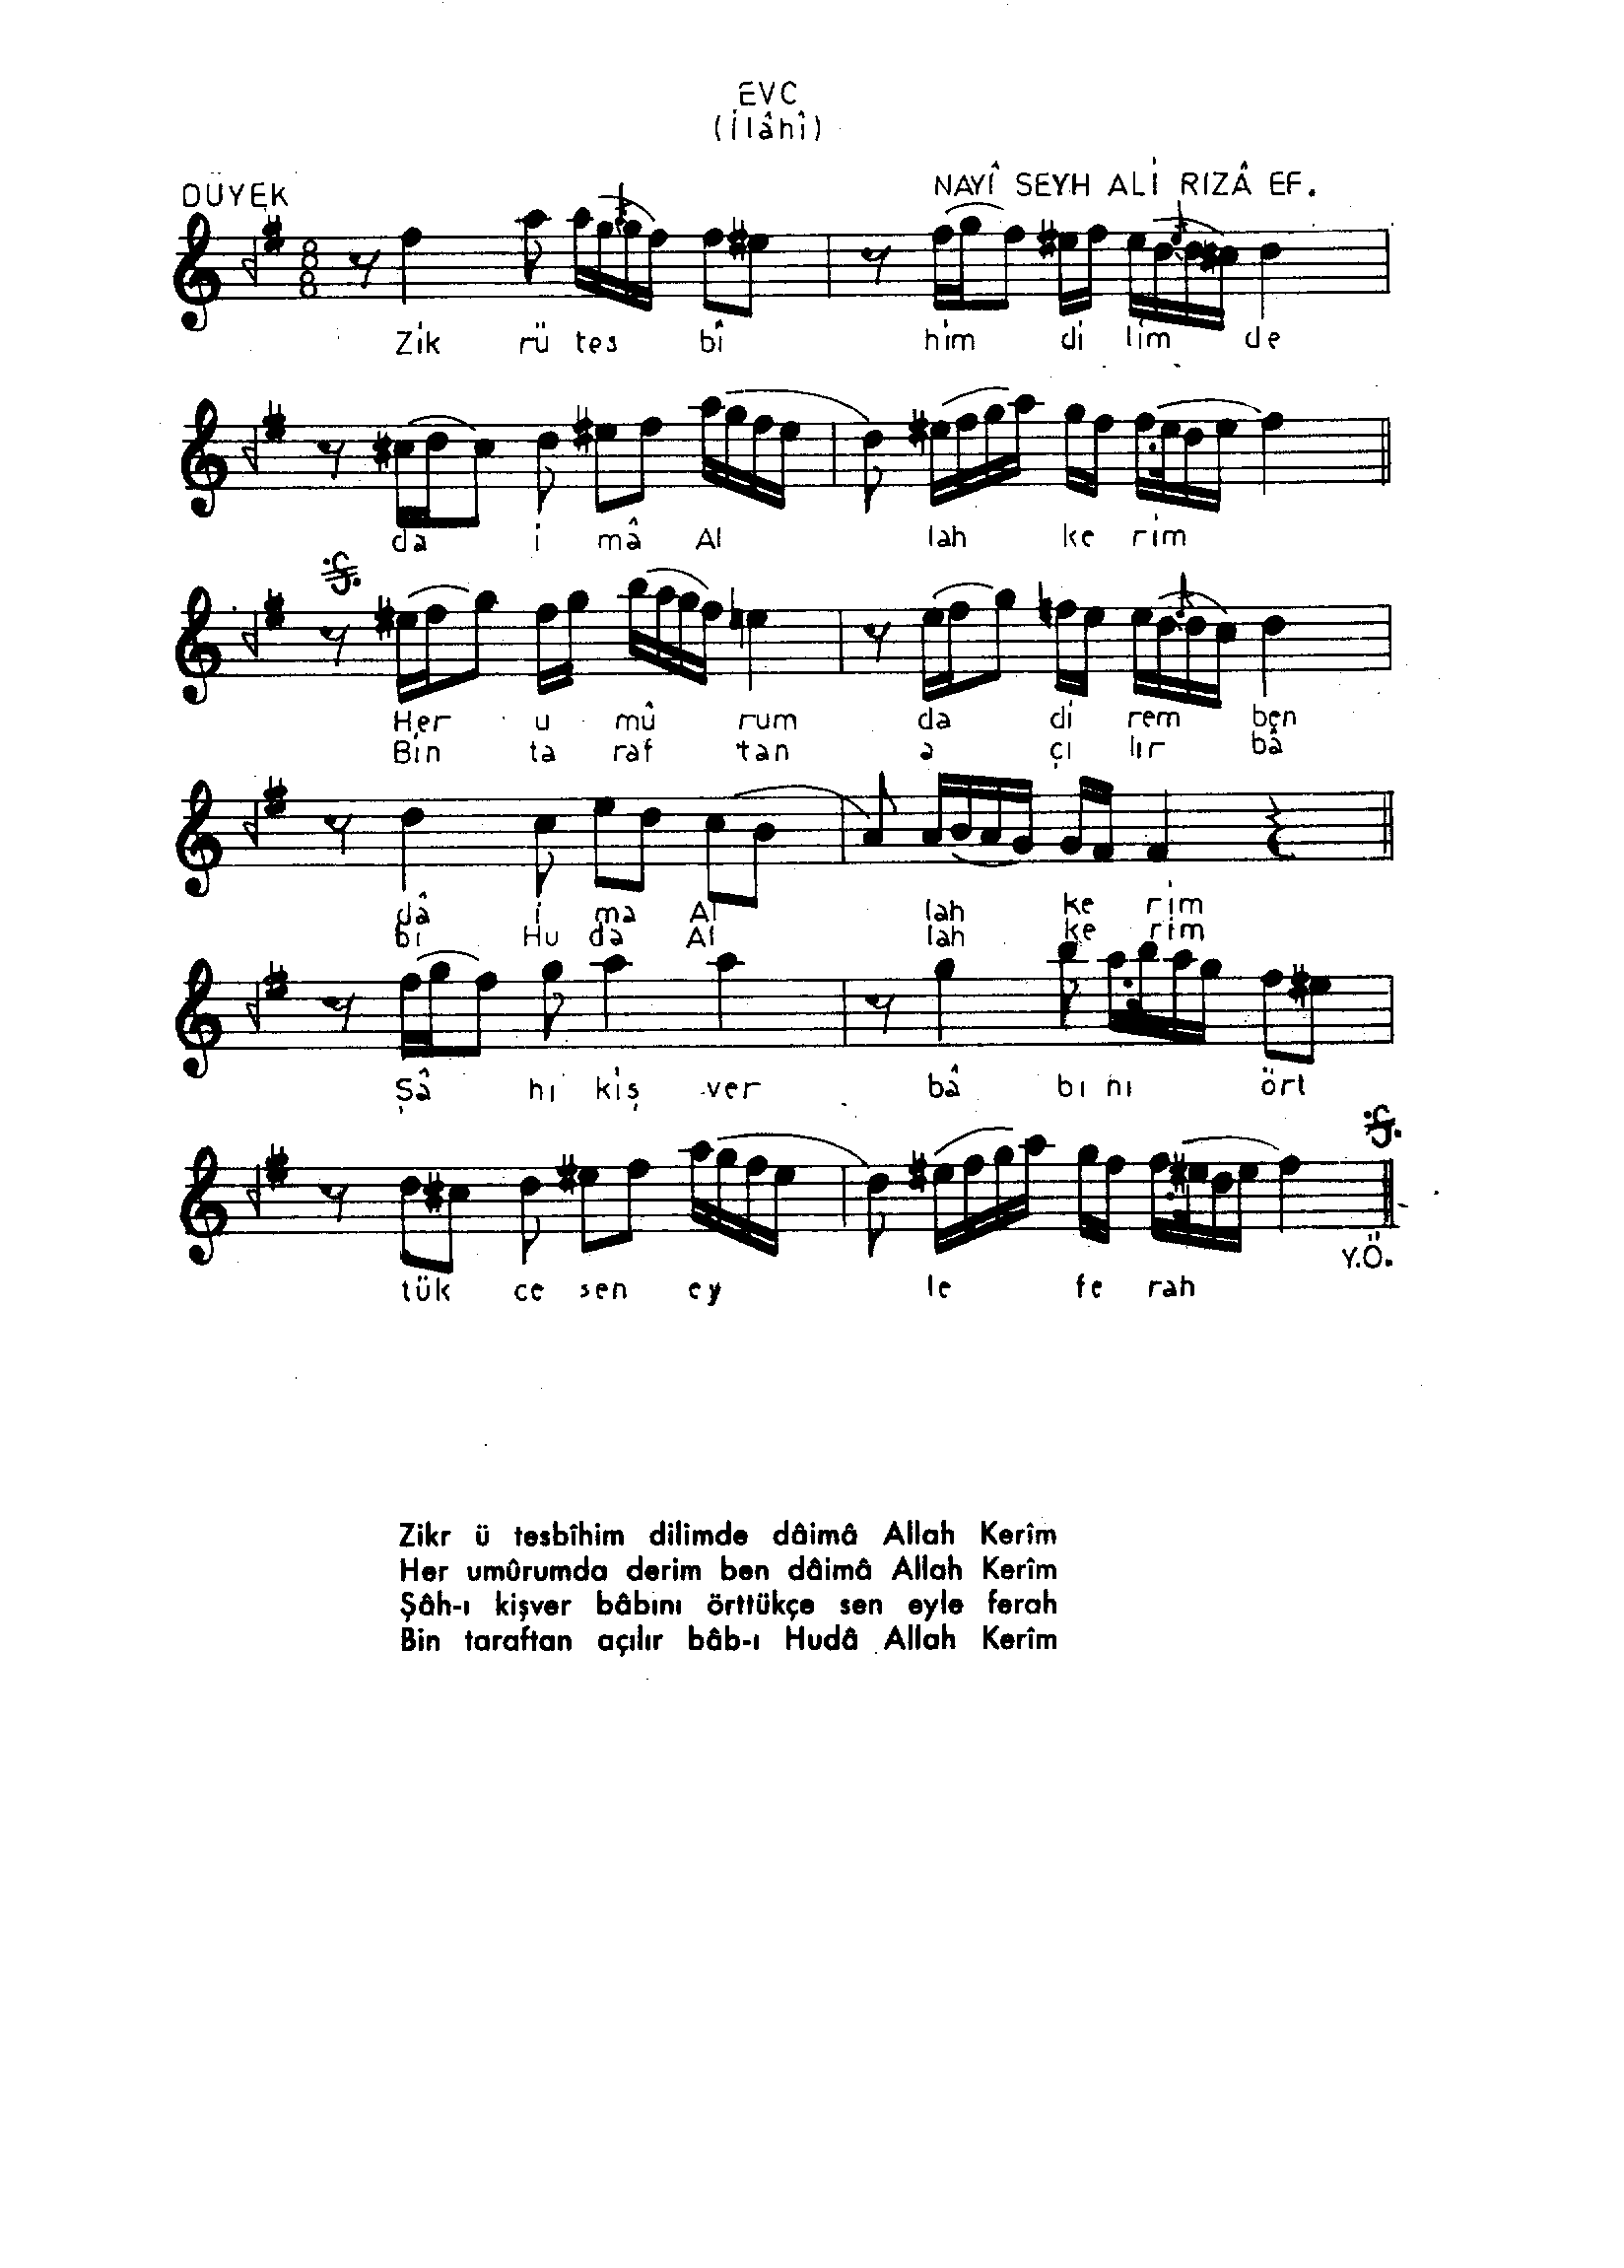 EVC
(İlâhî)
DÜYEK
NAYÎ SEYH ALİ RIZÂ EF.
8
8
Zik rü tes bî him di lim de
da i mâ Al lah ke rim
Her u mû rum da di rem ben
Bin ta raf tan a çı lır bâ
dâ i ma Al lah ke rim
bı Hu da Al lah ke rim
Şâ hı kiş ver bâ bı nı ört
tük ce sen ey le fe rah
Y.Ö.
Zikr ü tesbîhim dilimde dâimâ Allah Kerîm
Her umûrumda derim ben dâimâ Allah Kerîm
Şâh-ı kişver bâbını örttükçe sen eyle ferah
Bin taraftan açılır bâb-ı Hudâ Allah Kerîm